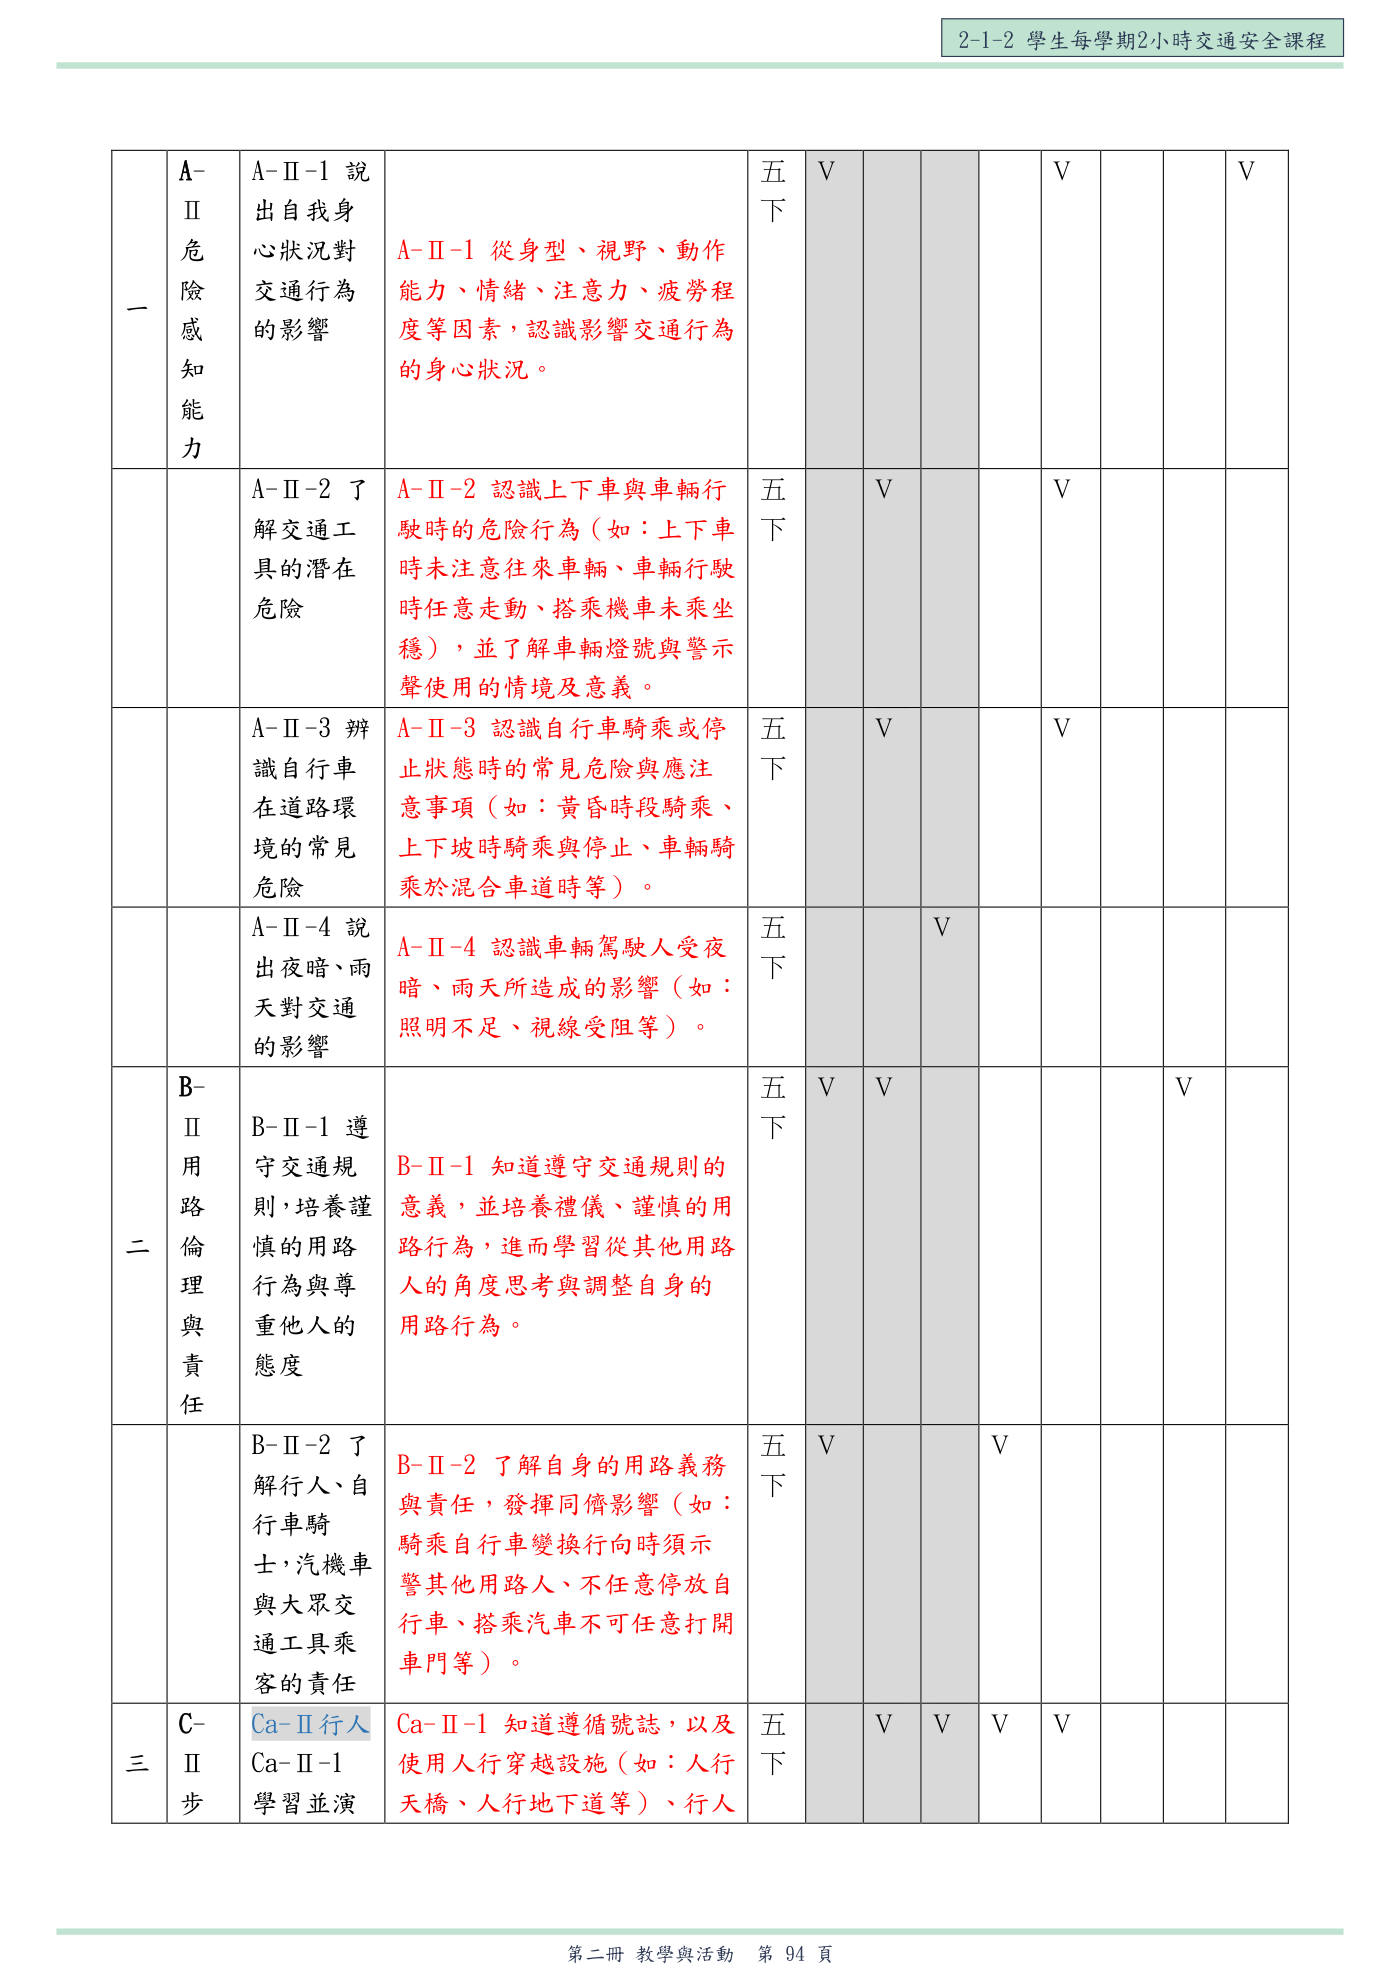 2-1-2 學生每學期2小時交通安全課程
一
A-
Ⅱ
危
險
感
知
能
力
A-Ⅱ-1 說
出自我身
心狀況對
交通行為
的影響
A-Ⅱ-1 從身型、視野、動作
能力、情緒、注意力、疲勞程
度等因素，認識影響交通行為
的身心狀況。
五
下
V
V
V
A-Ⅱ-2 了
解交通工
具的潛在
危險
A-Ⅱ-2 認識上下車與車輛行
駛時的危險行為（如：上下車
時未注意往來車輛、車輛行駛
時任意走動、搭乘機車未乘坐
穩），並了解車輛燈號與警示
聲使用的情境及意義。
五
下
V
V
A-Ⅱ-3 辨
識自行車
在道路環
境的常見
危險
A-Ⅱ-3 認識自行車騎乘或停
止狀態時的常見危險與應注
意事項（如：黃昏時段騎乘、
上下坡時騎乘與停止、車輛騎
乘於混合車道時等）。
五
下
V
V
A-Ⅱ-4 說
出夜暗、雨
天對交通
的影響
A-Ⅱ-4 認識車輛駕駛人受夜
暗、雨天所造成的影響（如：
照明不足、視線受阻等）。
五
下
V
二
B-
Ⅱ
用
路
倫
理
與
責
任
B-Ⅱ-1 遵
守交通規
則，培養謹
慎的用路
行為與尊
重他人的
態度
B-Ⅱ-1 知道遵守交通規則的
意義，並培養禮儀、謹慎的用
路行為，進而學習從其他用路
人的角度思考與調整自身的
用路行為。
五
下
V
V
V
B-Ⅱ-2 了
解行人、自
行車騎
士，汽機車
與大眾交
通工具乘
客的責任
B-Ⅱ-2 了解自身的用路義務
與責任，發揮同儕影響（如：
騎乘自行車變換行向時須示
警其他用路人、不任意停放自
行車、搭乘汽車不可任意打開
車門等）。
五
下
V
V
三
C-
Ⅱ
步
Ca-Ⅱ行人
Ca-Ⅱ-1
學習並演
Ca-Ⅱ-1 知道遵循號誌，以及
使用人行穿越設施（如：人行
天橋、人行地下道等）、行人
五
下
V
V
V
V
第二冊 教學與活動 第 94 頁